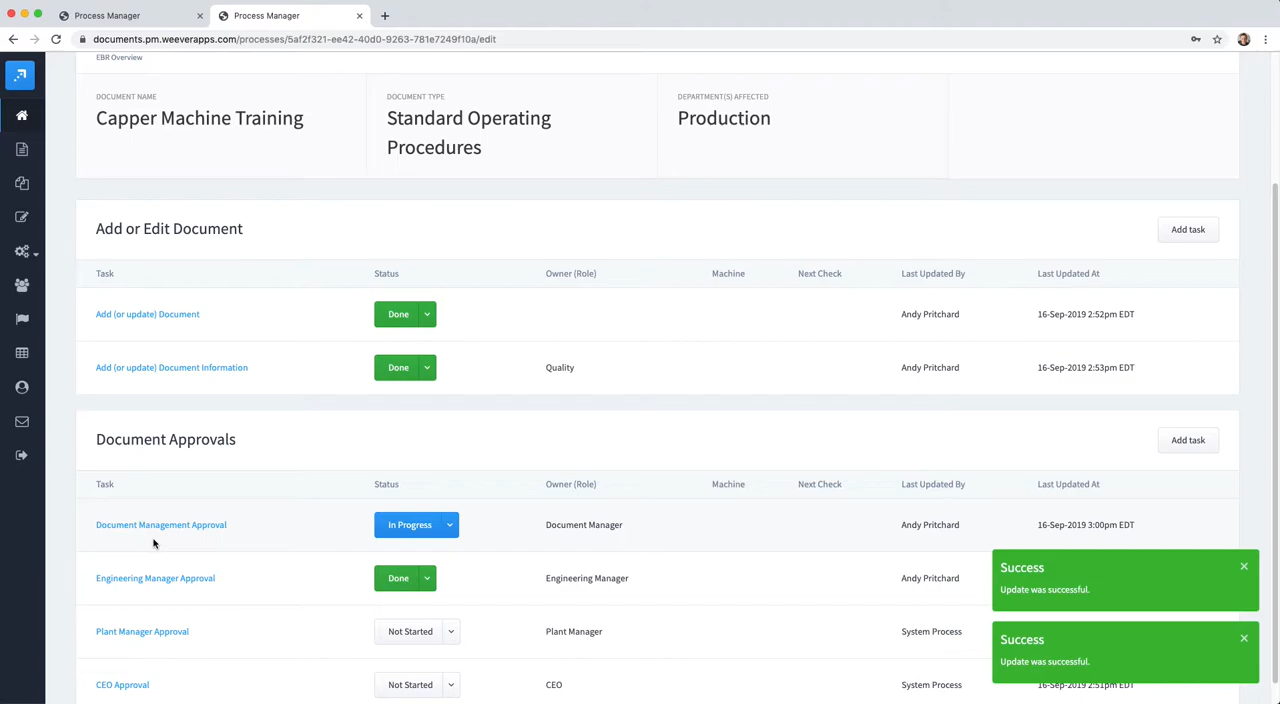 Process Manager
Process Manager
documents.pm.weeverapps.com/processes/5af2f321-ee42-40d0-9263-781e7249f10a/edit
EBR Overview
DOCUMENT NAME DOCUMENT TYPE DEPARTMENT(S) AFFECTED
Capper Machine Training Standard Operating Production
Procedures
Add or Edit Document Add task
Task Status Owner (Role) Machine Next Check Last Updated By Last Updated At
Add (or update) Document Done Andy Pritchard 16-Sep-2019 2:52pm EDT
Add (or update) Document Information Done Quality Andy Pritchard 16-Sep-2019 2:53pm EDT
Document Approvals Add task
Task Status Owner (Role) Machine Next Check Last Updated By Last Updated At
Document Management Approval In Progress Document Manager Andy Pritchard 16-Sep-2019 3:00pm EDT
Engineering Manager Approval Done Engineering Manager Andy Pritchard
Success
Update was successful.
Plant Manager Approval Not Started Plant Manager System Process
Success
Update was successful.
CEO Approval Not Started CEO System Process 16-Sep-2019 2:51pm EDT